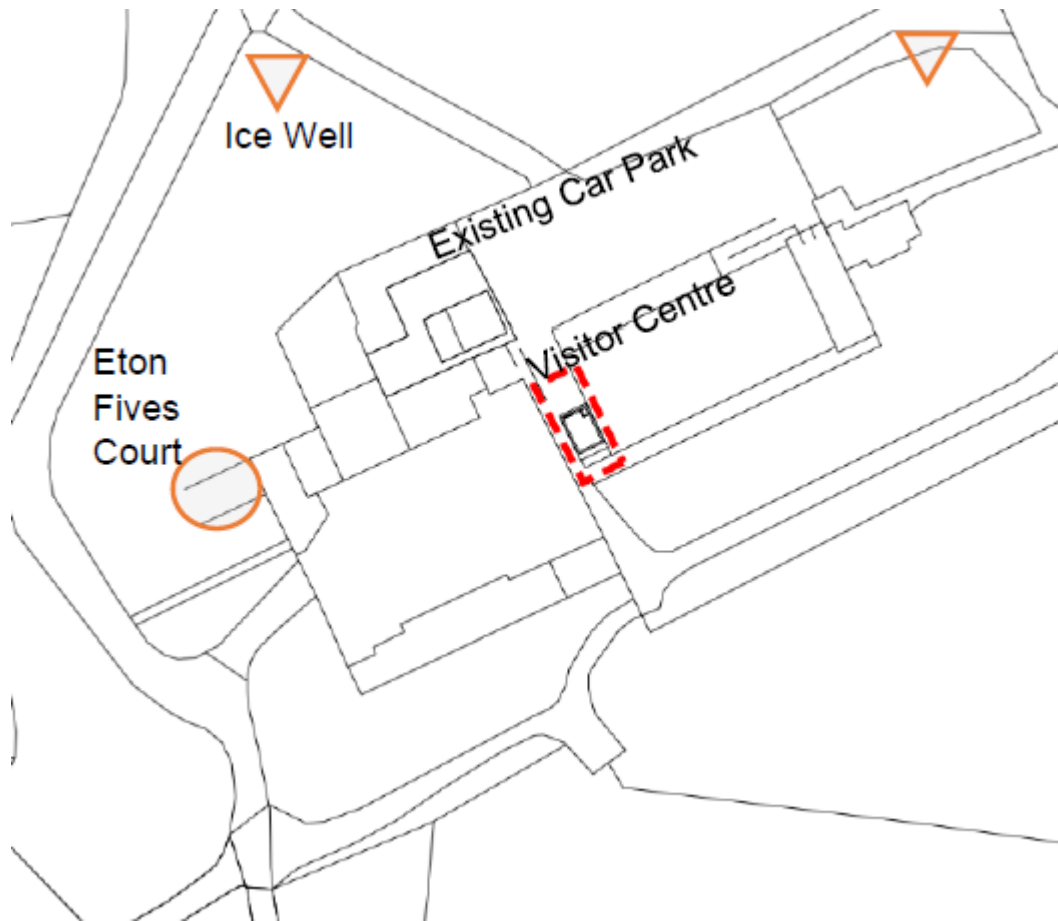 Ice Well
Existing Car Park
Visitor Centre
Eton
Fives
Court